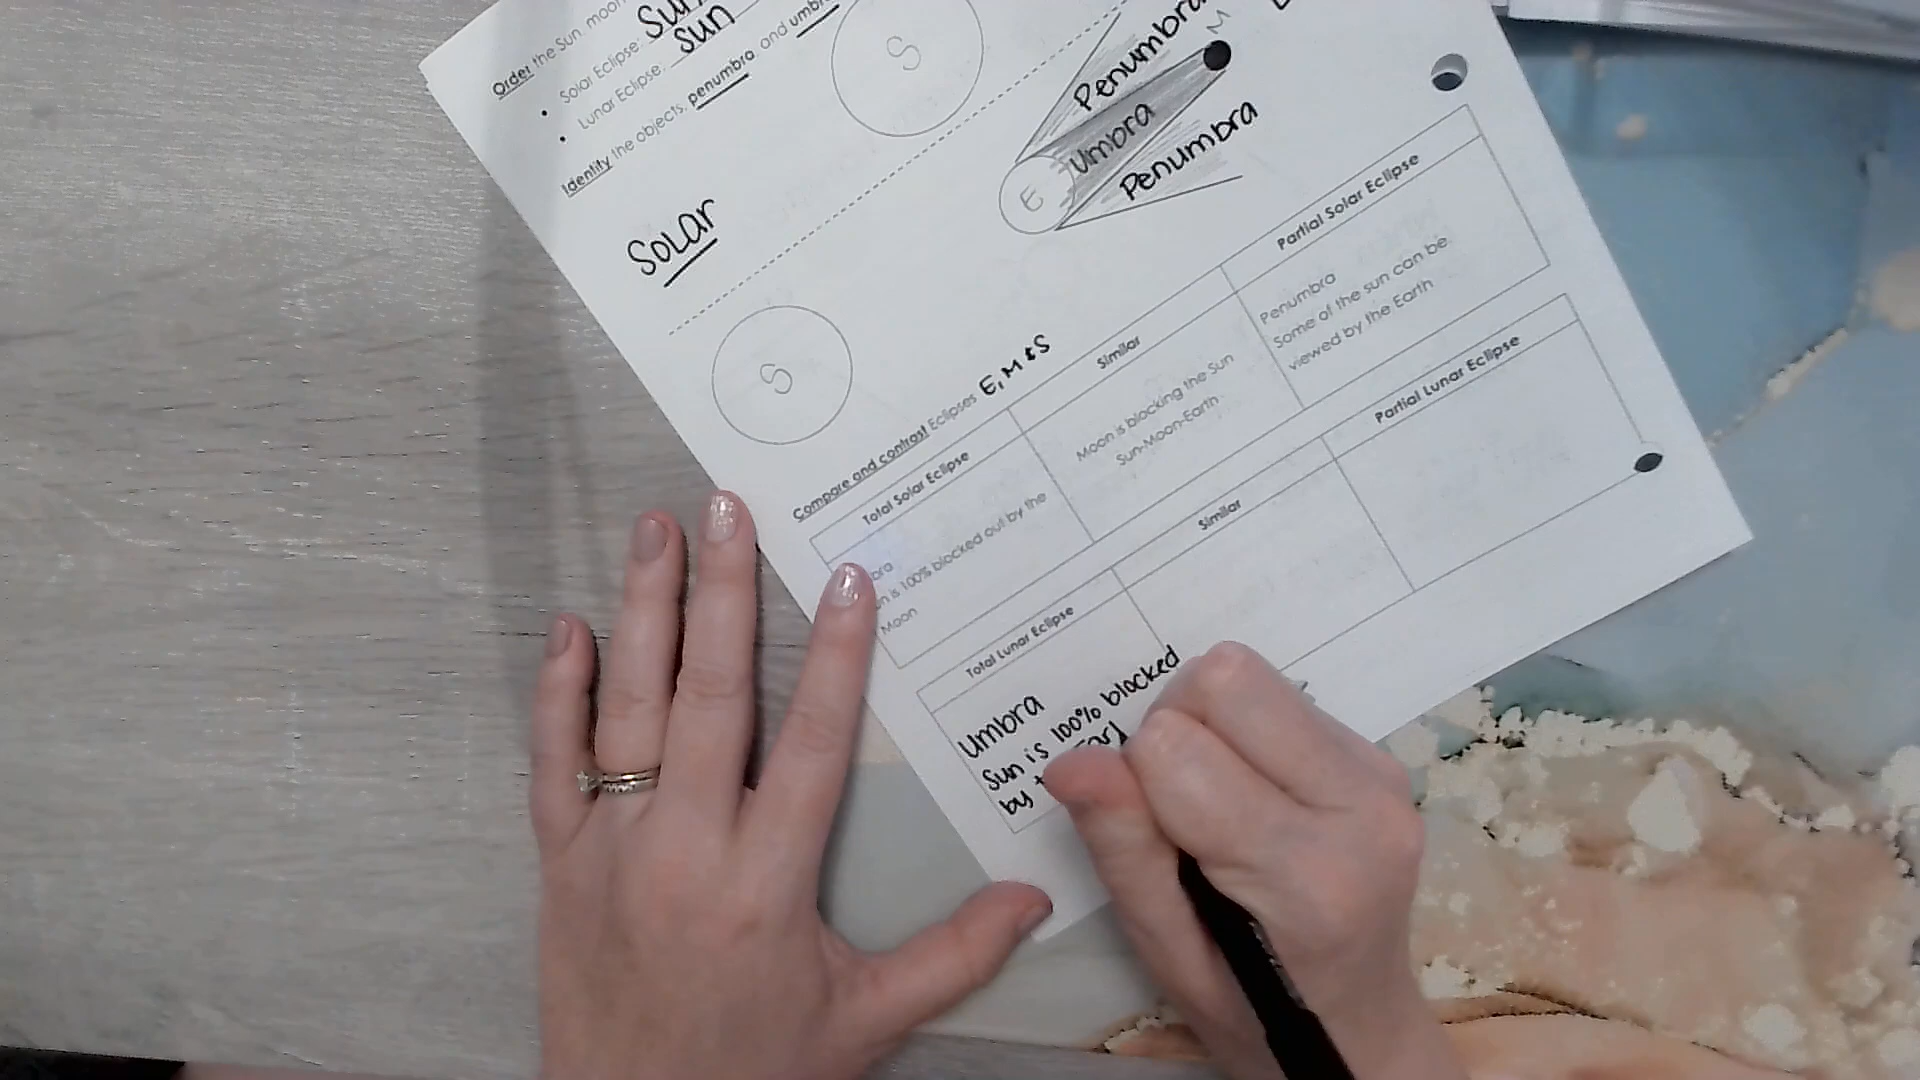 Order the Sun, moon
Solar Eclipse: Sun
Lunar Eclipse: Sun
Identify the objects, penumbra, and umbra
S
Penumbra
M
Umbra
E
Penumbra
Solar
S
Compare and contrast Eclipses E, M & S
Total Solar Eclipse
Similar
Partial Solar Eclipse
is 100% blocked out by the
Moon
Moon is blocking the Sun
Sun-Moon-Earth
Penumbra
Some of the sun can be
viewed by the Earth
Total Lunar Eclipse
Similar
Partial Lunar Eclipse
Umbra
Sun is 100% blocked
by